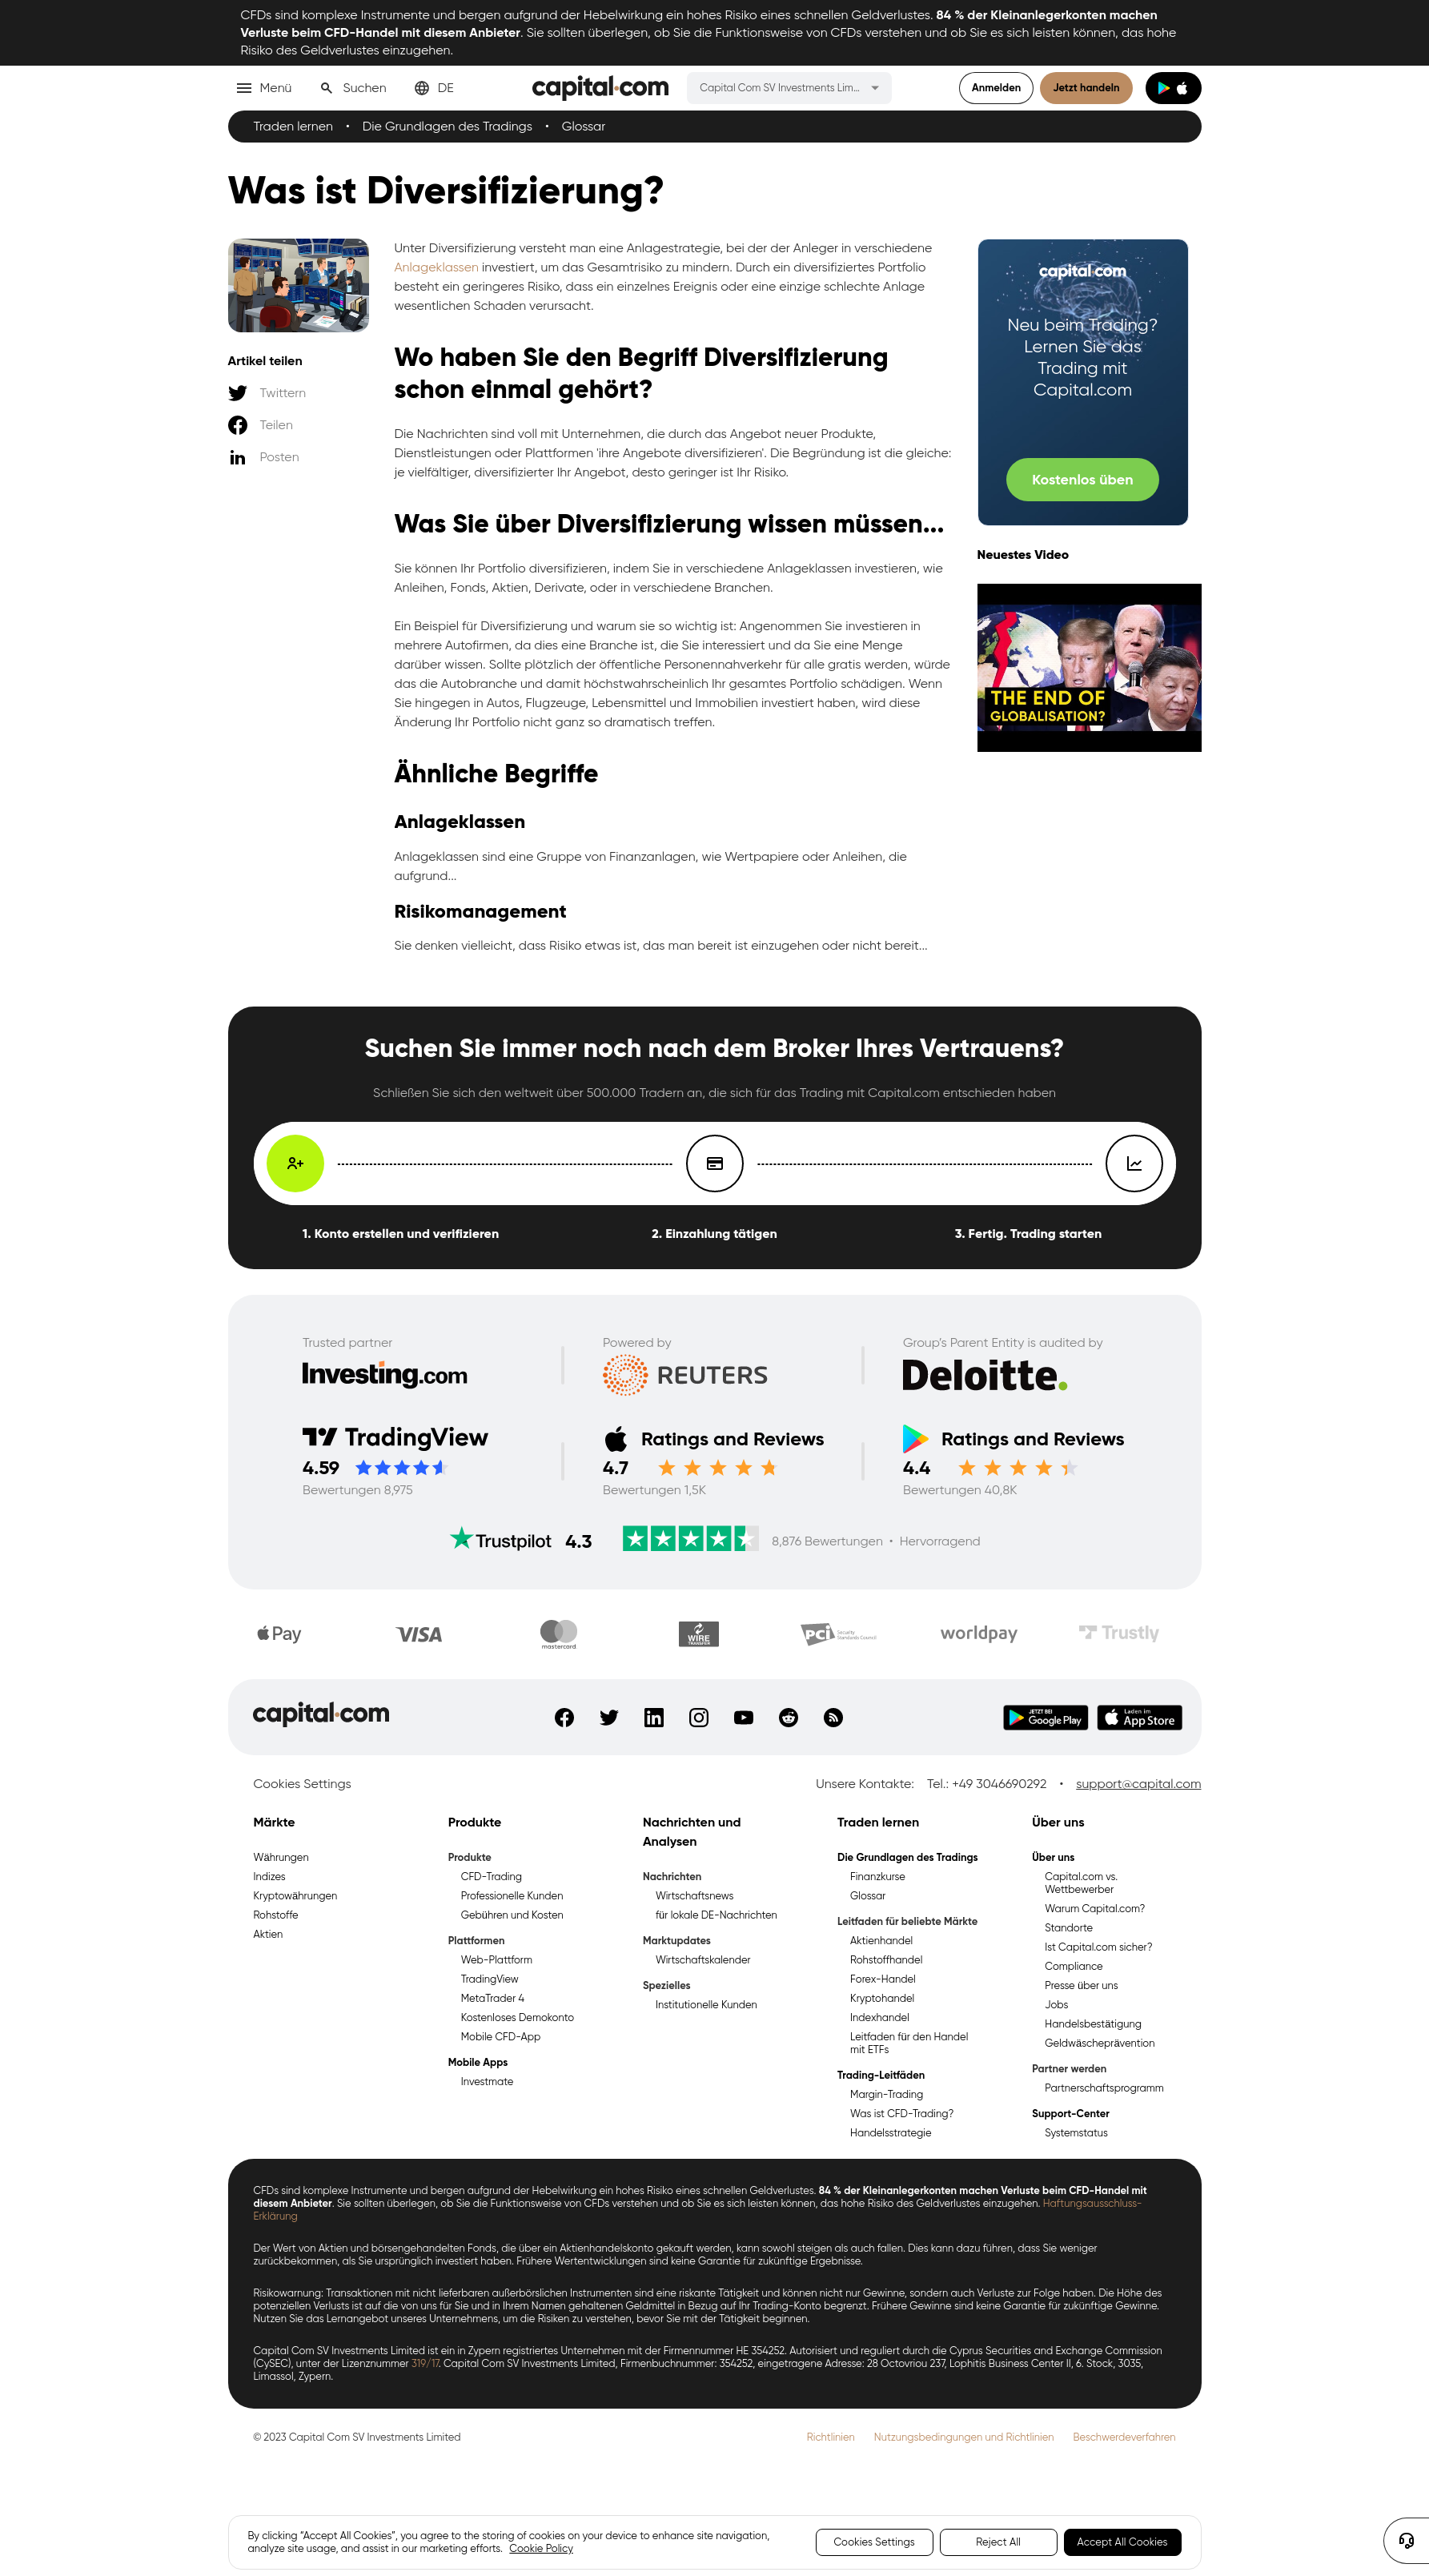 CFDs sind komplexe Instrumente und bergen aufgrund der Hebelwirkung ein hohes Risiko eines schnellen Geldverlustes. 84 % der Kleinanlegerkonten machen
Verluste beim CFD-Handel mit diesem Anbieter. Sie sollten überlegen, ob Sie die Funktionsweise von CFDs verstehen und ob Sie es sich leisten können, das hohe
Risiko des Geldverlustes einzugehen.
Menü
Suchen
DE
capital.com
Capital Com SV Investments Lim...
Anmelden
Jetzt handeln
Traden lernen • Die Grundlagen des Tradings • Glossar
Was ist Diversifizierung?
Artikel teilen
Twittern
Teilen
Posten
Unter Diversifizierung versteht man eine Anlagestrategie, bei der der Anleger in verschiedene
Anlageklassen investiert, um das Gesamtrisiko zu mindern. Durch ein diversifiziertes Portfolio
besteht ein geringeres Risiko, dass ein einzelnes Ereignis oder eine einzige schlechte Anlage
wesentlichen Schaden verursacht.
Wo haben Sie den Begriff Diversifizierung
schon einmal gehört?
Die Nachrichten sind voll mit Unternehmen, die durch das Angebot neuer Produkte,
Dienstleistungen oder Plattformen 'ihre Angebote diversifizieren'. Die Begründung ist die gleiche:
je vielfältiger, diversifizierter Ihr Angebot, desto geringer ist Ihr Risiko.
Was Sie über Diversifizierung wissen müssen...
Sie können Ihr Portfolio diversifizieren, indem Sie in verschiedene Anlageklassen investieren, wie
Anleihen, Fonds, Aktien, Derivate, oder in verschiedene Branchen.
Ein Beispiel für Diversifizierung und warum sie so wichtig ist: Angenommen Sie investieren in
mehrere Autofirmen, da dies eine Branche ist, die Sie interessiert und da Sie eine Menge
darüber wissen. Sollte plötzlich der öffentliche Personennahverkehr für alle gratis werden, würde
das die Autobranche und damit höchstwahrscheinlich Ihr gesamtes Portfolio schädigen. Wenn
Sie hingegen in Autos, Flugzeuge, Lebensmittel und Immobilien investiert haben, wird diese
Änderung Ihr Portfolio nicht ganz so dramatisch treffen.
Ähnliche Begriffe
Anlageklassen
Anlageklassen sind eine Gruppe von Finanzanlagen, wie Wertpapiere oder Anleihen, die
aufgrund...
Risikomanagement
Sie denken vielleicht, dass Risiko etwas ist, das man bereit ist einzugehen oder nicht bereit...
capital.com
Neu beim Trading?
Lernen Sie das
Trading mit
Capital.com
Kostenlos üben
Neuestes Video
THE END OF
GLOBALISATION?
Suchen Sie immer noch nach dem Broker Ihres Vertrauens?
Schließen Sie sich den weltweit über 500.000 Tradern an, die sich für das Trading mit Capital.com entschieden haben
1. Konto erstellen und verifizieren
2. Einzahlung tätigen
3. Fertig. Trading starten
Trusted partner
Investing.com
Powered by
REUTERS
Group's Parent Entity is audited by
Deloitte.
TradingView
4.59
Bewertungen 8,975
Ratings and Reviews
4.7
Bewertungen 1,5K
Ratings and Reviews
4.4
Bewertungen 40,8K
Trustpilot 4.3
8,876 Bewertungen • Hervorragend
Pay
VISA
mastercard
WIRE
TRANSFER
PCI Security
Standards Council
worldpay
Trustly
capital.com
JETZT BEI
Google Play
Laden im
App Store
Cookies Settings
Unsere Kontakte: Tel.: +49 3046690292 • support@capital.com
Märkte
Währungen
Indizes
Kryptowährungen
Rohstoffe
Aktien
Produkte
Produkte
CFD-Trading
Professionelle Kunden
Gebühren und Kosten
Plattformen
Web-Plattform
TradingView
MetaTrader 4
Kostenloses Demokonto
Mobile CFD-App
Mobile Apps
Investmate
Nachrichten und
Analysen
Nachrichten
Wirtschaftsnews
für lokale DE-Nachrichten
Marktupdates
Wirtschaftskalender
Spezielles
Institutionelle Kunden
Traden lernen
Die Grundlagen des Tradings
Finanzkurse
Glossar
Leitfaden für beliebte Märkte
Aktienhandel
Rohstoffhandel
Forex-Handel
Kryptohandel
Indexhandel
Leitfaden für den Handel
mit ETFs
Trading-Leitfäden
Margin-Trading
Was ist CFD-Trading?
Handelsstrategie
Über uns
Über uns
Capital.com vs.
Wettbewerber
Warum Capital.com?
Standorte
Ist Capital.com sicher?
Compliance
Presse über uns
Jobs
Handelsbestätigung
Geldwäscheprävention
Partner werden
Partnerschaftsprogramm
Support-Center
Systemstatus
CFDs sind komplexe Instrumente und bergen aufgrund der Hebelwirkung ein hohes Risiko eines schnellen Geldverlustes. 84 % der Kleinanlegerkonten machen Verluste beim CFD-Handel mit
diesem Anbieter. Sie sollten überlegen, ob Sie die Funktionsweise von CFDs verstehen und ob Sie es sich leisten können, das hohe Risiko des Geldverlustes einzugehen. Haftungsausschluss-
Erklärung
Der Wert von Aktien und börsengehandelten Fonds, die über ein Aktienhandelskonto gekauft werden, kann sowohl steigen als auch fallen. Dies kann dazu führen, dass Sie weniger
zurückbekommen, als Sie ursprünglich investiert haben. Frühere Wertentwicklungen sind keine Garantie für zukünftige Ergebnisse.
Risikowarnung: Transaktionen mit nicht lieferbaren außerbörslichen Instrumenten sind eine riskante Tätigkeit und können nicht nur Gewinne, sondern auch Verluste zur Folge haben. Die Höhe des
potenziellen Verlusts ist auf die von uns für Sie und in Ihrem Namen gehaltenen Geldmittel in Bezug auf Ihr Trading-Konto begrenzt. Frühere Gewinne sind keine Garantie für zukünftige Gewinne.
Nutzen Sie das Lernangebot unseres Unternehmens, um die Risiken zu verstehen, bevor Sie mit der Tätigkeit beginnen.
Capital Com SV Investments Limited ist ein in Zypern registriertes Unternehmen mit der Firmennummer HE 354252. Autorisiert und reguliert durch die Cyprus Securities and Exchange Commission
(CySEC), unter der Lizenznummer 319/17. Capital Com SV Investments Limited, Firmenbuchnummer: 354252, eingetragene Adresse: 28 Octovriou 237, Lophitis Business Center II, 6. Stock, 3035,
Limassol, Zypern.
© 2023 Capital Com SV Investments Limited
Richtlinien
Nutzungsbedingungen und Richtlinien
Beschwerdeverfahren
By clicking “Accept All Cookies”, you agree to the storing of cookies on your device to enhance site navigation,
analyze site usage, and assist in our marketing efforts. Cookie Policy
Cookies Settings
Reject All
Accept All Cookies